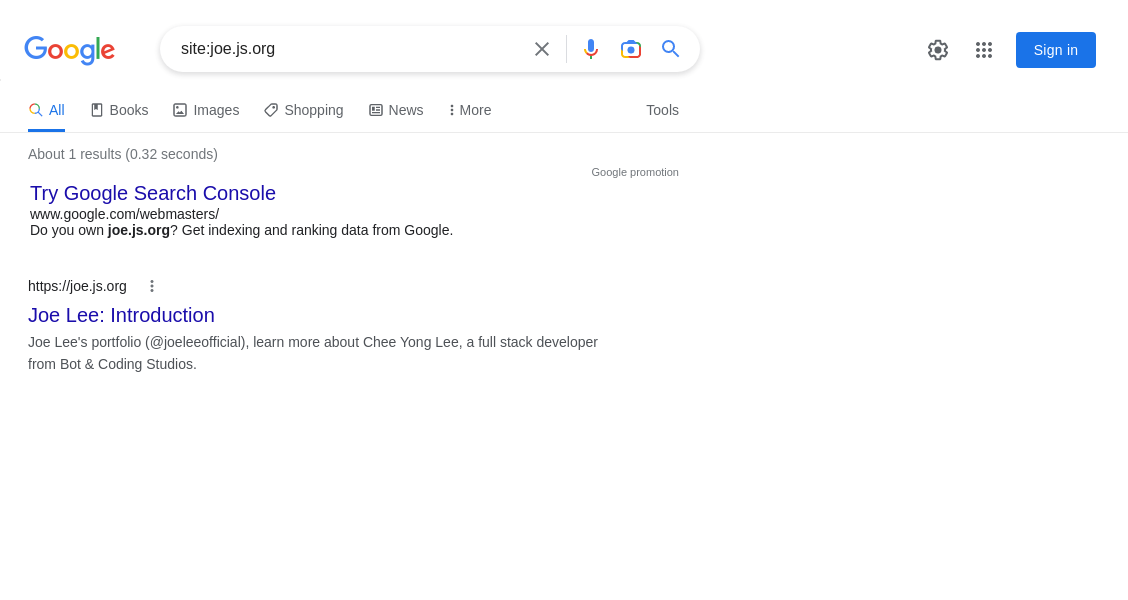 Google
site:joe.js.org
Sign in
All
Books
Images
Shopping
News
More
Tools
About 1 results (0.32 seconds)
Google promotion
Try Google Search Console
www.google.com/webmasters/
Do you own joe.js.org? Get indexing and ranking data from Google.
https://joe.js.org
Joe Lee: Introduction
Joe Lee's portfolio (@joeleeofficial), learn more about Chee Yong Lee, a full stack developer
from Bot & Coding Studios.